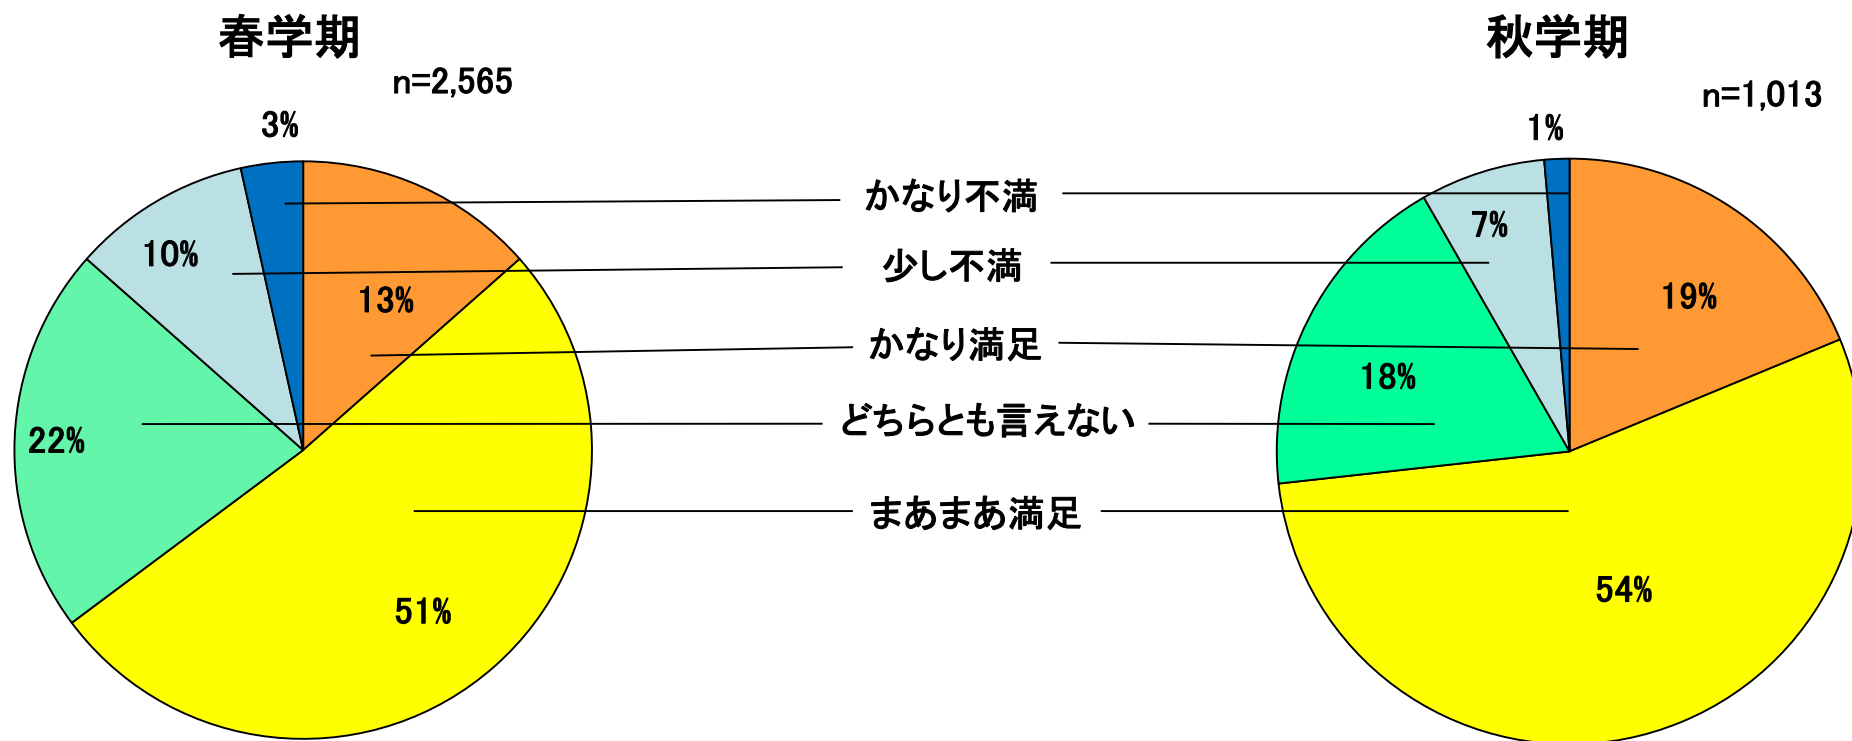 春学期
n=2,565
秋学期
n=1,013
3%
10%
13%
22%
51%
かなり不満
少し不満
かなり満足
どちらとも言えない
まあまあ満足
1%
7%
19%
18%
54%